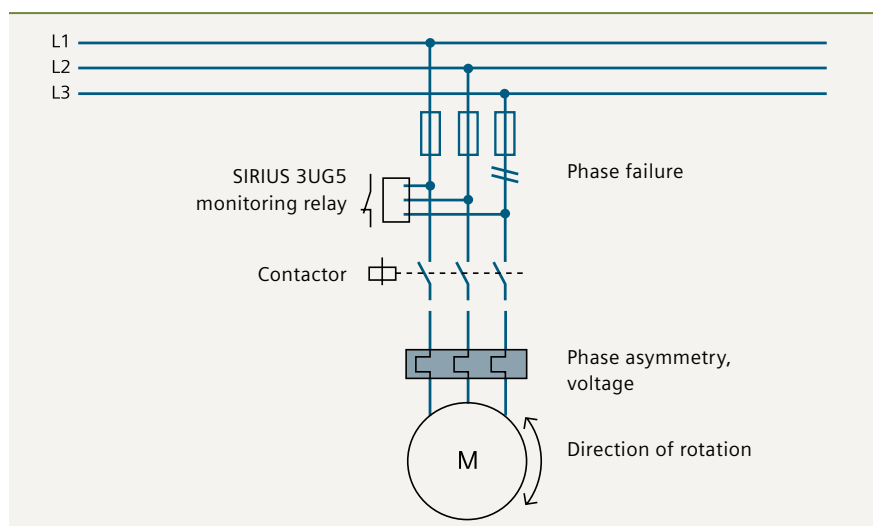 L1
L2
L3
SIRIUS 3UG5
monitoring relay
Phase failure
Contactor
Phase asymmetry,
voltage
M
Direction of rotation